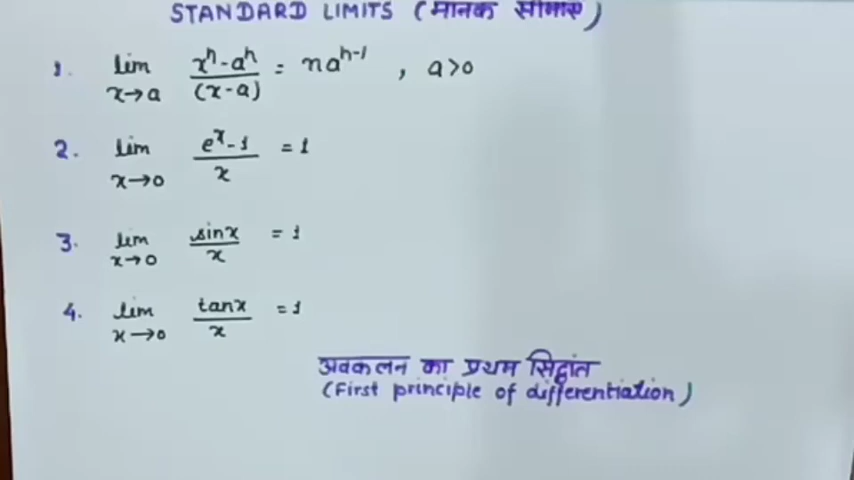 STANDARD LIMITS (मानक सीमाएँ)
1. lim x→a (xⁿ-aⁿ)/(x-a) = naⁿ⁻¹ , a>0
2. lim x→0 (eˣ-1)/x = 1
3. lim x→0 sinx/x = 1
4. lim x→0 tanx/x = 1
अवकलन का प्रथम सिद्वांत
(First principle of differentiation)